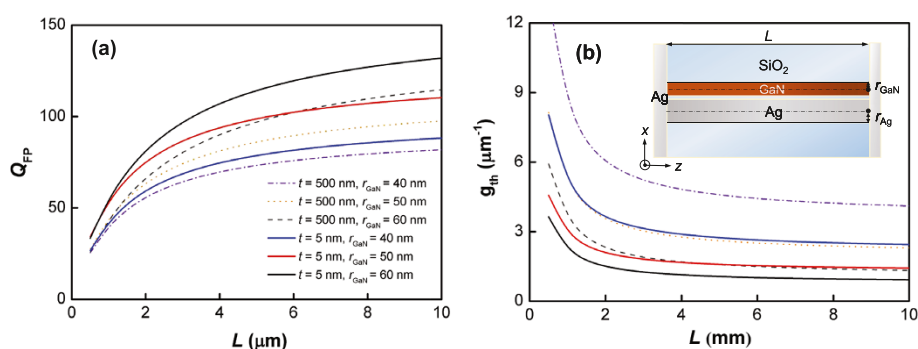 (a)
150
100
50
0
Q_FP
0 2 4 6 8 10
L (μm)
t = 500 nm, r_GaN = 40 nm
t = 500 nm, r_GaN = 50 nm
t = 500 nm, r_GaN = 60 nm
t = 5 nm, r_GaN = 40 nm
t = 5 nm, r_GaN = 50 nm
t = 5 nm, r_GaN = 60 nm
(b)
12
9
6
3
0
g_th (μm⁻¹)
0 2 4 6 8 10
L (mm)
L
SiO₂
GaN
r_GaN
Ag
Ag
r_Ag
x
z